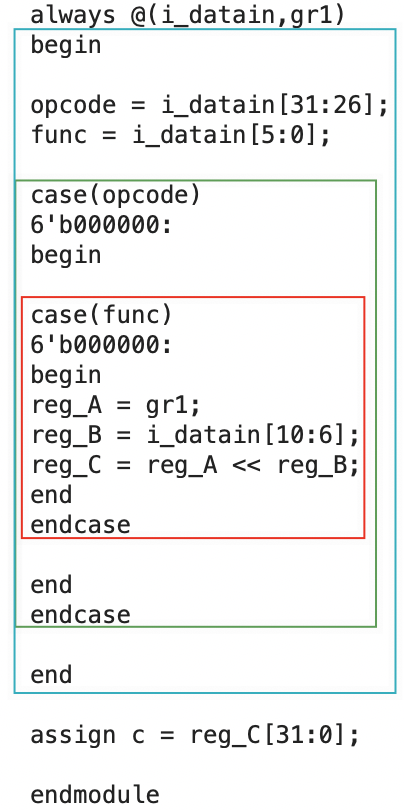 always @(i_datain,gr1)
begin
opcode = i_datain[31:26];
func = i_datain[5:0];
case(opcode)
6'b000000:
begin
case(func)
6'b000000:
begin
reg_A = gr1;
reg_B = i_datain[10:6];
reg_C = reg_A << reg_B;
end
endcase
end
endcase
end
assign c = reg_C[31:0];
endmodule